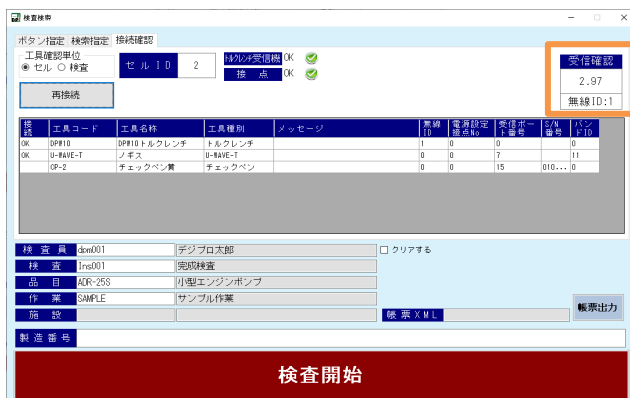 検査検索
ボタン指定 検索指定 接続確認
工具確認単位
セル 検査
セルID 2
トルクレンチ受信機 OK
接点 OK
再接続
受信確認
2.97
無線ID:1
接続 工具コード 工具名称 工具種別 メッセージ 無線ID 電源設定接点No 受信ポート番号 S/N番号 バンドID
OK DPW10 DPW10トルクレンチ トルクレンチ 1 0 0 0
OK U-WAVE-T ノギス U-WAVE-T 0 0 7 11
CP-2 チェックペン黄 チェックペン 0 0 15 010... 0
検査員 dpm001 デジプロ太郎 クリアする
検査 Ins001 完成検査
品目 ADR-25S 小型エンジンポンプ
作業 SAMPLE サンプル作業
施設 帳票XML
帳票出力
製造番号
検査開始